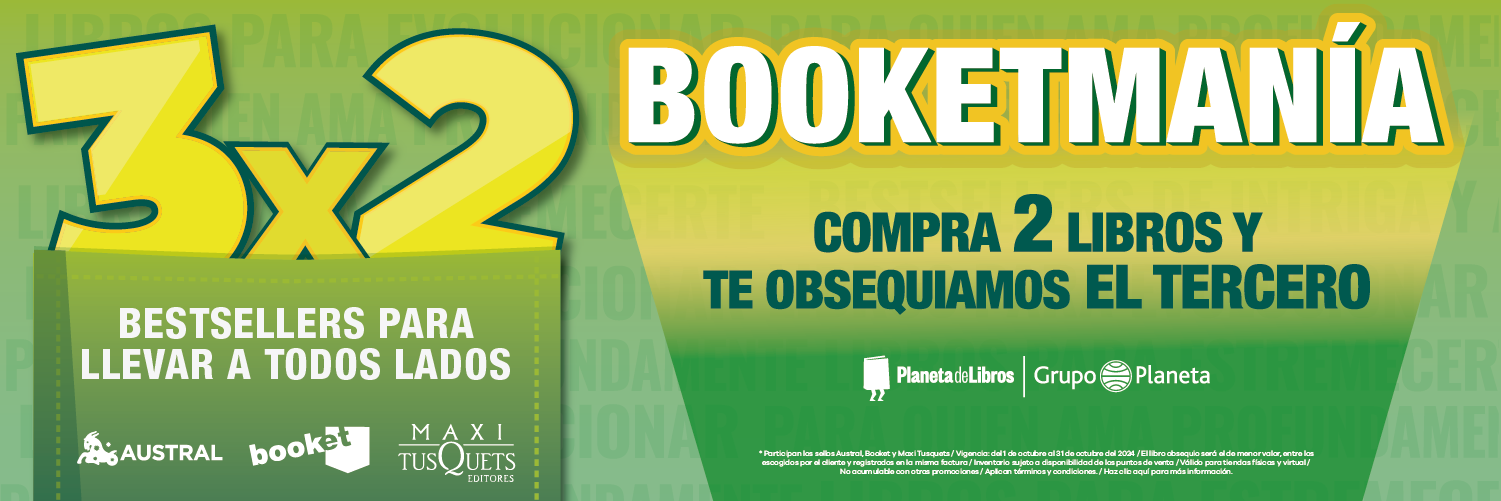 3x2
BESTSELLERS PARA
LLEVAR A TODOS LADOS
AUSTRAL
booket
MAXI
TUSQUETS
EDITORES
BOOKETMANÍA
COMPRA 2 LIBROS Y
TE OBSEQUIAMOS EL TERCERO
PlanetadeLibros | Grupo Planeta
* Participan los sellos Austral, Booket y Maxi Tusquets / Vigencia: del 1 de octubre al 31 de octubre del 2024 / El libro obsequio será el de menor valor, entre los
escogidos por el cliente y registrados en la misma factura / Inventario sujeto a disponibilidad de los puntos de venta / Válido para tiendas físicas y virtual /
No acumulable con otras promociones / Aplican términos y condiciones. / Haz clic aquí para más información.